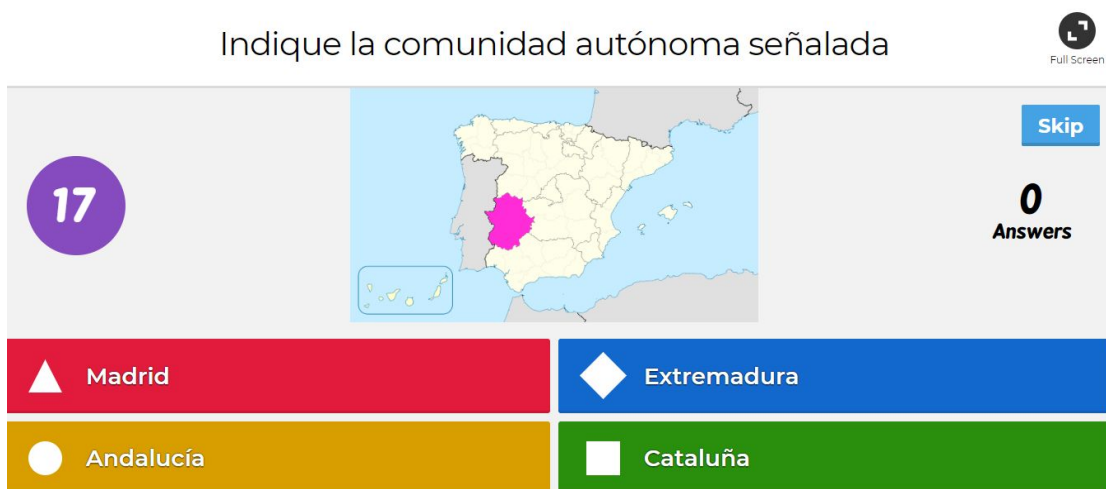 Indique la comunidad autónoma señalada
Full Screen
17
Skip
0
Answers
Madrid
Extremadura
Andalucía
Cataluña